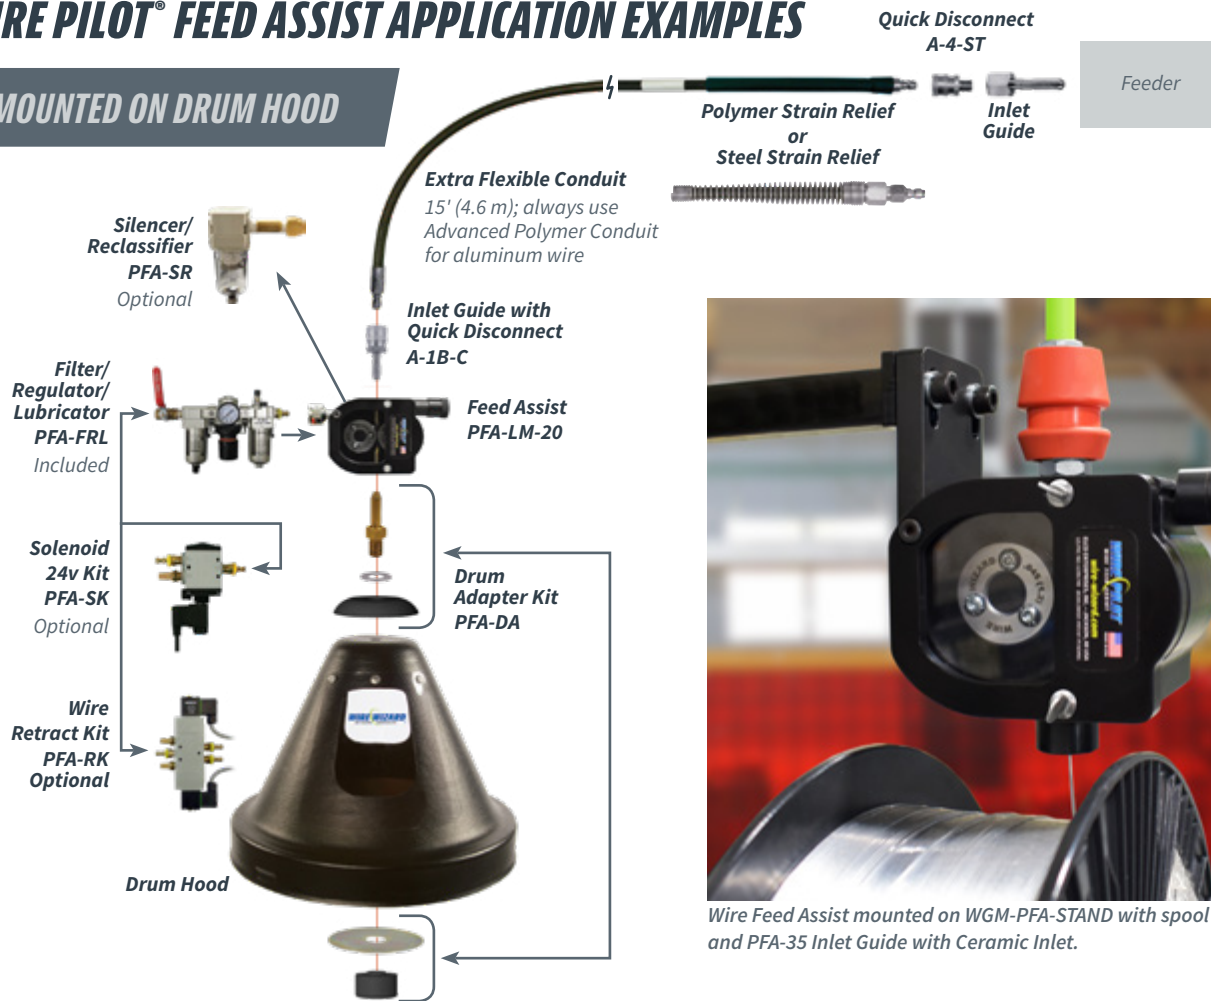 RE PILOT® FEED ASSIST APPLICATION EXAMPLES
MOUNTED ON DRUM HOOD
Quick Disconnect
A-4-ST
Feeder
Inlet
Guide
Polymer Strain Relief
or
Steel Strain Relief
Extra Flexible Conduit
15' (4.6 m); always use
Advanced Polymer Conduit
for aluminum wire
Silencer/
Reclassifier
PFA-SR
Optional
Inlet Guide with
Quick Disconnect
A-1B-C
Filter/
Regulator/
Lubricator
PFA-FRL
Included
Feed Assist
PFA-LM-20
Solenoid
24v Kit
PFA-SK
Optional
Drum
Adapter Kit
PFA-DA
Wire
Retract Kit
PFA-RK
Optional
WIRE WIZARD
Drum Hood
WIZARD
WIRE
WIRE PILOT
wire-wizard.com
Wire Feed Assist mounted on WGM-PFA-STAND with spool
and PFA-35 Inlet Guide with Ceramic Inlet.